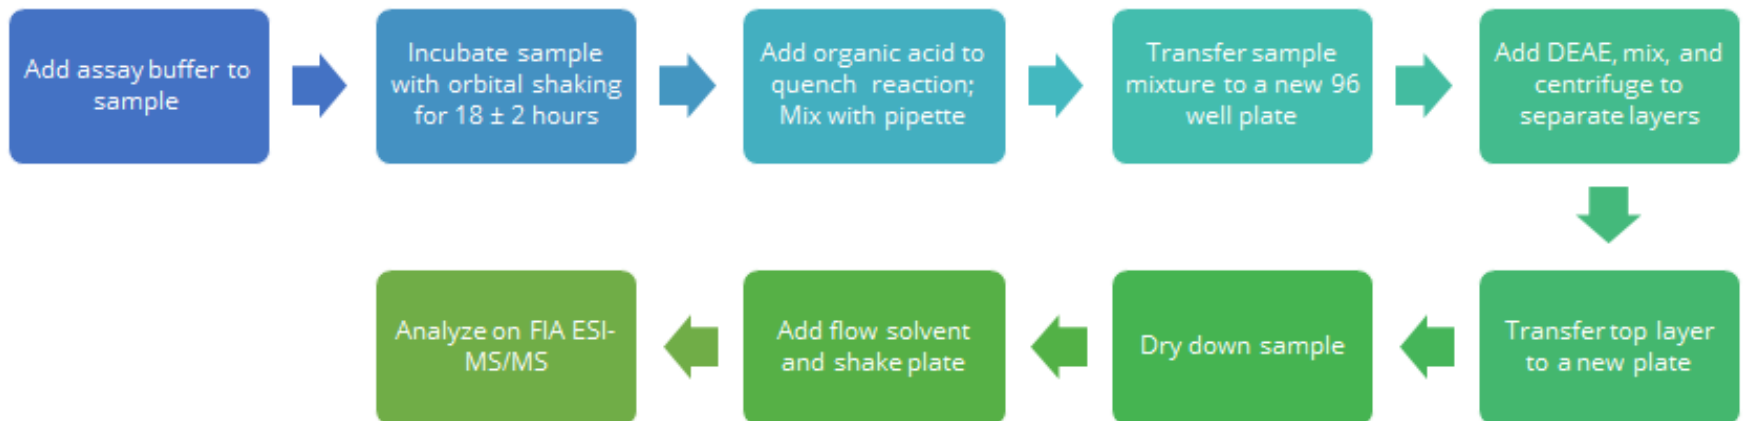 Add assay buffer to
sample
Incubate sample
with orbital shaking
for 18 ± 2 hours
Add organic acid to
quench reaction;
Mix with pipette
Transfer sample
mixture to a new 96
well plate
Add DEAE, mix, and
centrifuge to
separate layers
Transfer top layer
to a new plate
Dry down sample
Add flow solvent
and shake plate
Analyze on FIA ESI-
MS/MS